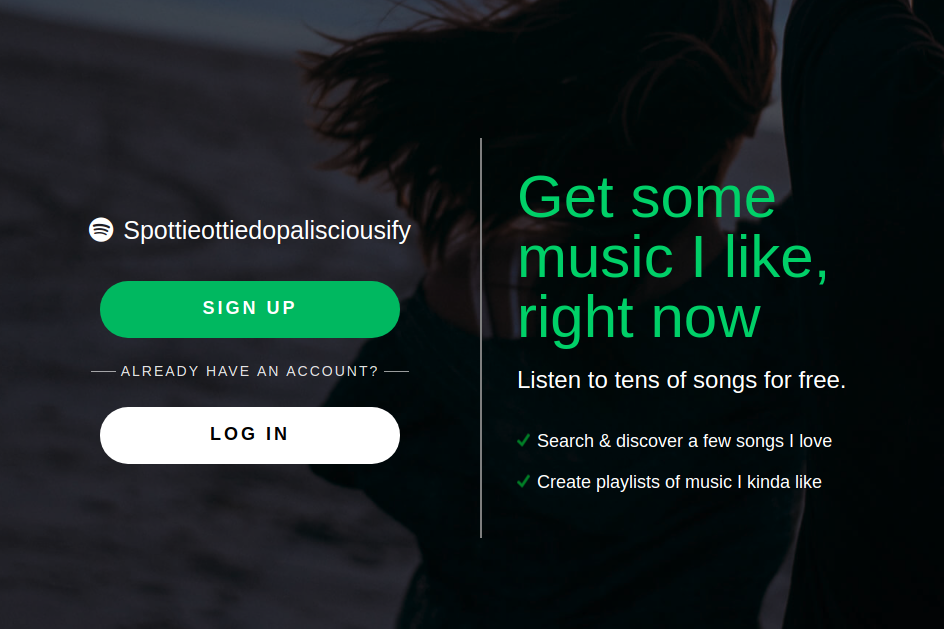 Spottieottiedopalisciousify
SIGN UP
ALREADY HAVE AN ACCOUNT?
LOG IN
Get some
music I like,
right now
Listen to tens of songs for free.
Search & discover a few songs I love
Create playlists of music I kinda like